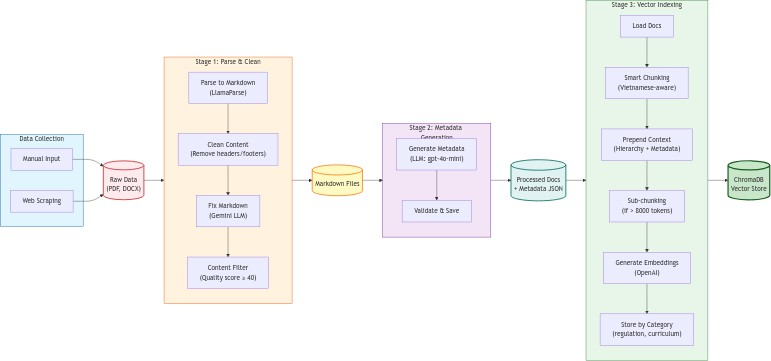 Data Collection
Manual Input
Web Scraping
Raw Data
(PDF, DOCX)
Stage 1: Parse & Clean
Parse to Markdown
(LlamaParse)
Clean Content
(Remove headers/footers)
Fix Markdown
(Gemini LLM)
Content Filter
(Quality score ≥ 40)
Markdown Files
Stage 2: Metadata
Generation
Generate Metadata
(LLM: gpt-4o-mini)
Validate & Save
Processed Docs
+ Metadata JSON
Stage 3: Vector Indexing
Load Docs
Smart Chunking
(Vietnamese-aware)
Prepend Context
(Hierarchy + Metadata)
Sub-chunking
(if > 8000 tokens)
Generate Embeddings
(OpenAI)
Store by Category
(regulation, curriculum)
ChromaDB
Vector Store